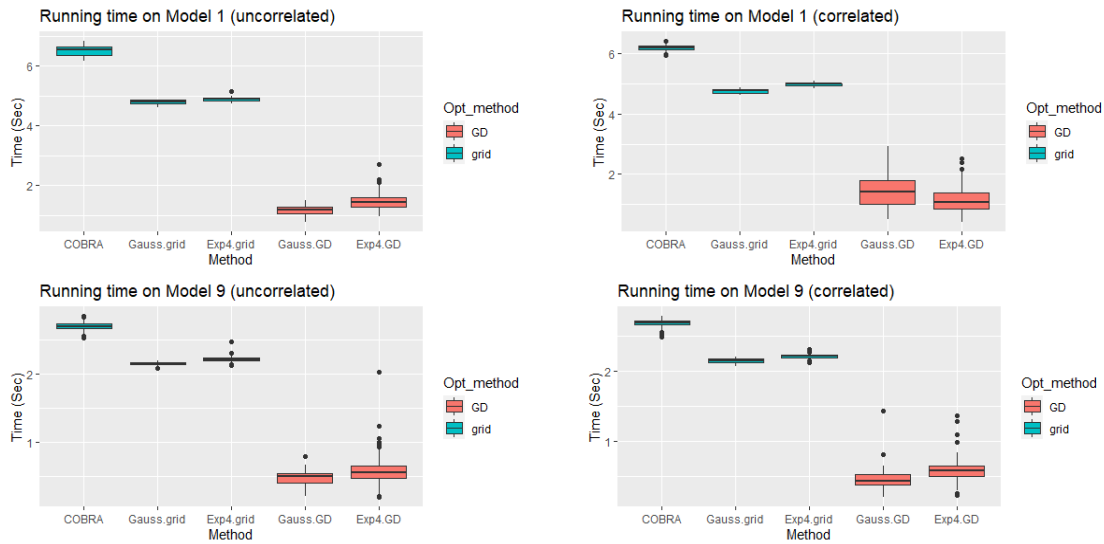 Running time on Model 1 (uncorrelated)
Time (Sec)
6
4
2
COBRA Gauss.grid Exp4.grid Gauss.GD Exp4.GD
Method
Opt_method
GD
grid
Running time on Model 1 (correlated)
Time (Sec)
6
4
2
COBRA Gauss.grid Exp4.grid Gauss.GD Exp4.GD
Method
Opt_method
GD
grid
Running time on Model 9 (uncorrelated)
Time (Sec)
2
1
COBRA Gauss.grid Exp4.grid Gauss.GD Exp4.GD
Method
Opt_method
GD
grid
Running time on Model 9 (correlated)
Time (Sec)
2
1
COBRA Gauss.grid Exp4.grid Gauss.GD Exp4.GD
Method
Opt_method
GD
grid